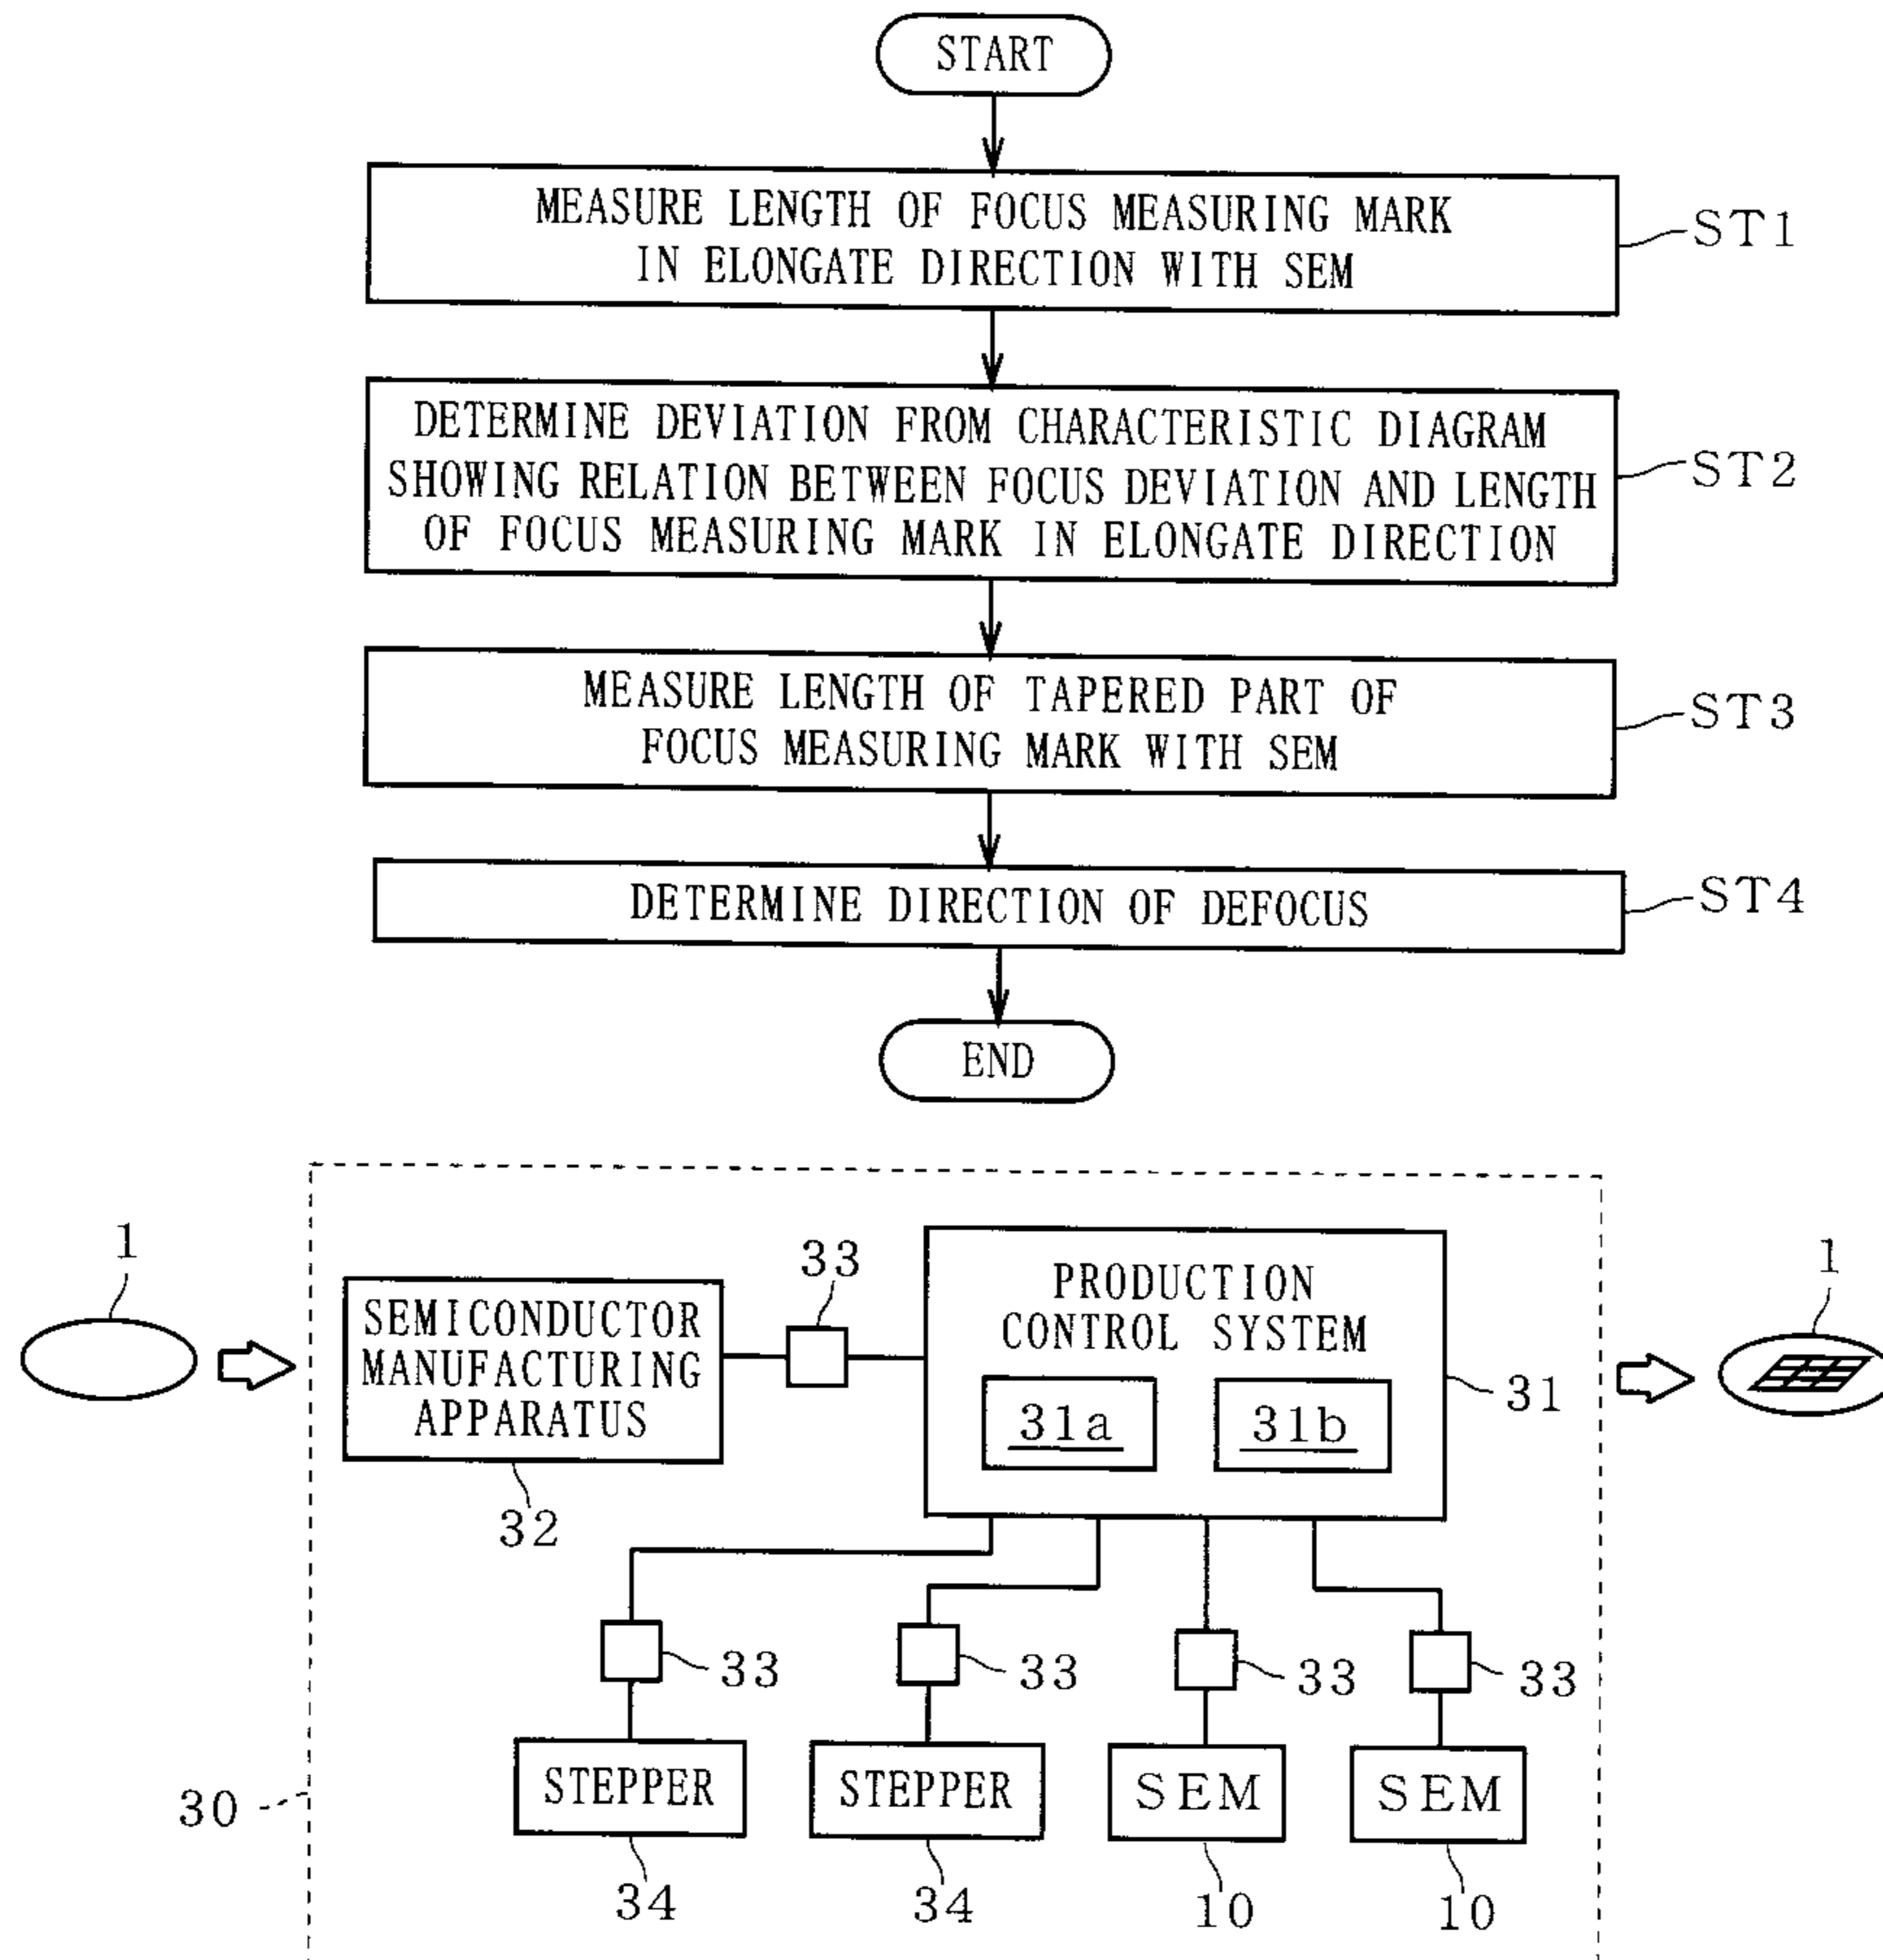 START
MEASURE LENGTH OF FOCUS MEASURING MARK
IN ELONGATE DIRECTION WITH SEM
ST1
DETERMINE DEVIATION FROM CHARACTERISTIC DIAGRAM
SHOWING RELATION BETWEEN FOCUS DEVIATION AND LENGTH
OF FOCUS MEASURING MARK IN ELONGATE DIRECTION
ST2
MEASURE LENGTH OF TAPERED PART OF
FOCUS MEASURING MARK WITH SEM
ST3
DETERMINE DIRECTION OF DEFOCUS
ST4
END
1
SEMICONDUCTOR
MANUFACTURING
APPARATUS
32
33
PRODUCTION
CONTROL SYSTEM
31a
31b
31
1
33
33
33
33
30
STEPPER
STEPPER
SEM
SEM
34
34
10
10